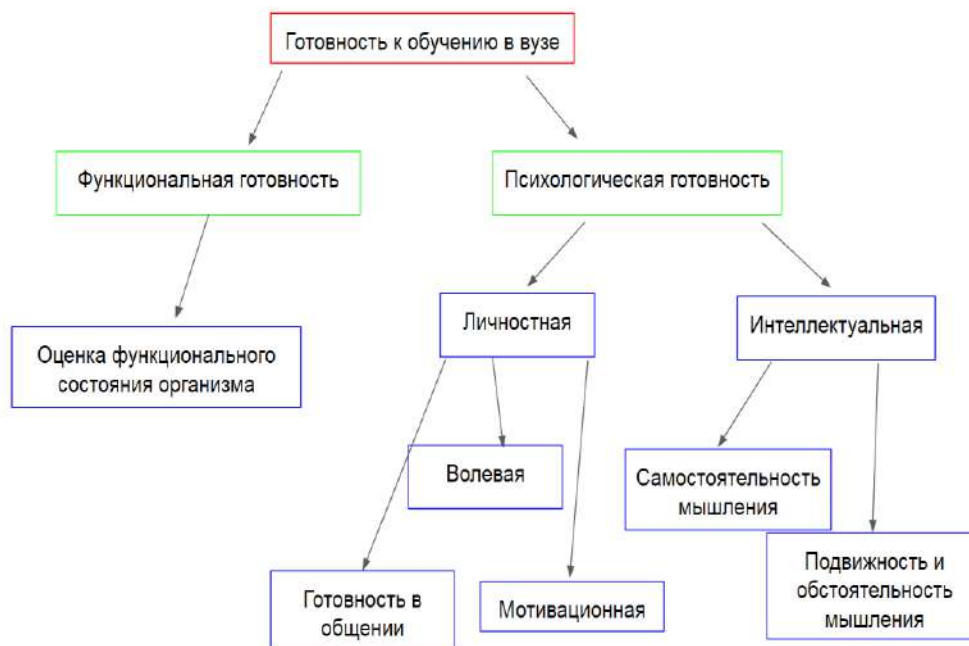 Готовность к обучению в вузе
Функциональная готовность
Психологическая готовность
Личностная
Интеллектуальная
Оценка функционального
состояния организма
Волевая
Самостоятельность
мышления
Готовность в
общении
Мотивационная
Подвижность и
обстоятельность
мышления